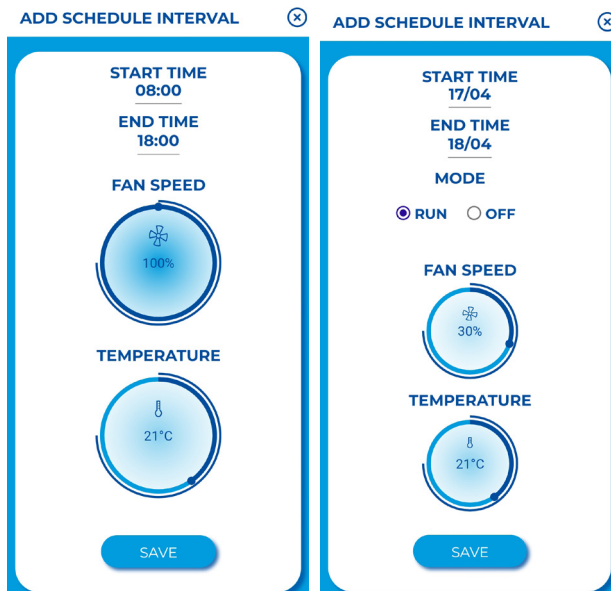 ADD SCHEDULE INTERVAL
START TIME
08:00
END TIME
18:00
FAN SPEED
100%
TEMPERATURE
21°C
SAVE
ADD SCHEDULE INTERVAL
START TIME
17/04
END TIME
18/04
MODE
RUN OFF
FAN SPEED
30%
TEMPERATURE
21°C
SAVE